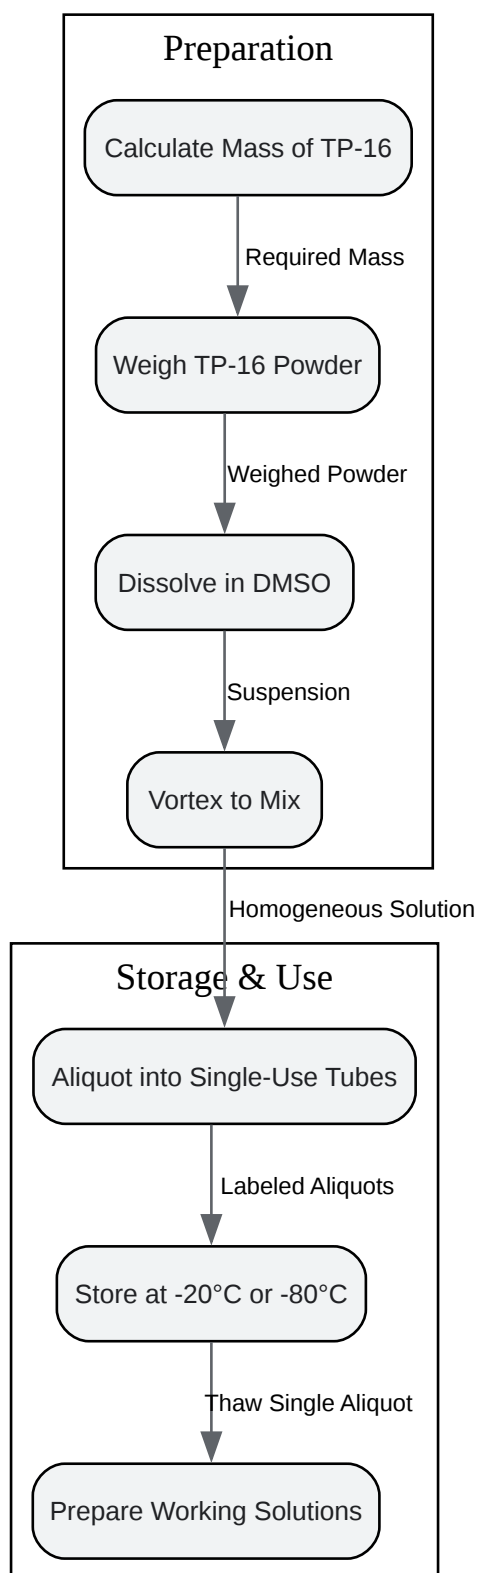 Preparation
Calculate Mass of TP-16
Required Mass
Weigh TP-16 Powder
Weighed Powder
Dissolve in DMSO
Suspension
Vortex to Mix
Homogeneous Solution
Storage & Use
Aliquot into Single-Use Tubes
Labeled Aliquots
Store at -20°C or -80°C
Thaw Single Aliquot
Prepare Working Solutions